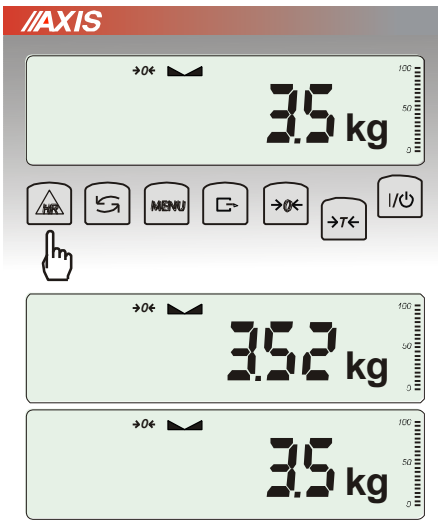 AXIS
→0← 100
50
3.5 kg
0
HR MENU →0← →T← I/⏻
→0← 100
50
3.52 kg
0
→0← 100
50
3.5 kg
0